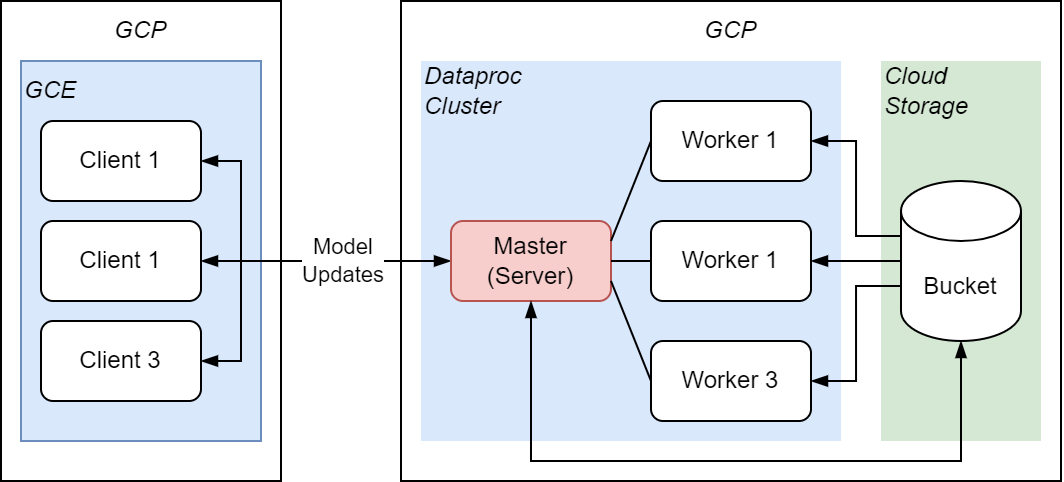 GCP
GCE
Client 1
Client 1
Client 3
Model
Updates
GCP
Dataproc
Cluster
Master
(Server)
Worker 1
Worker 1
Worker 3
Cloud
Storage
Bucket